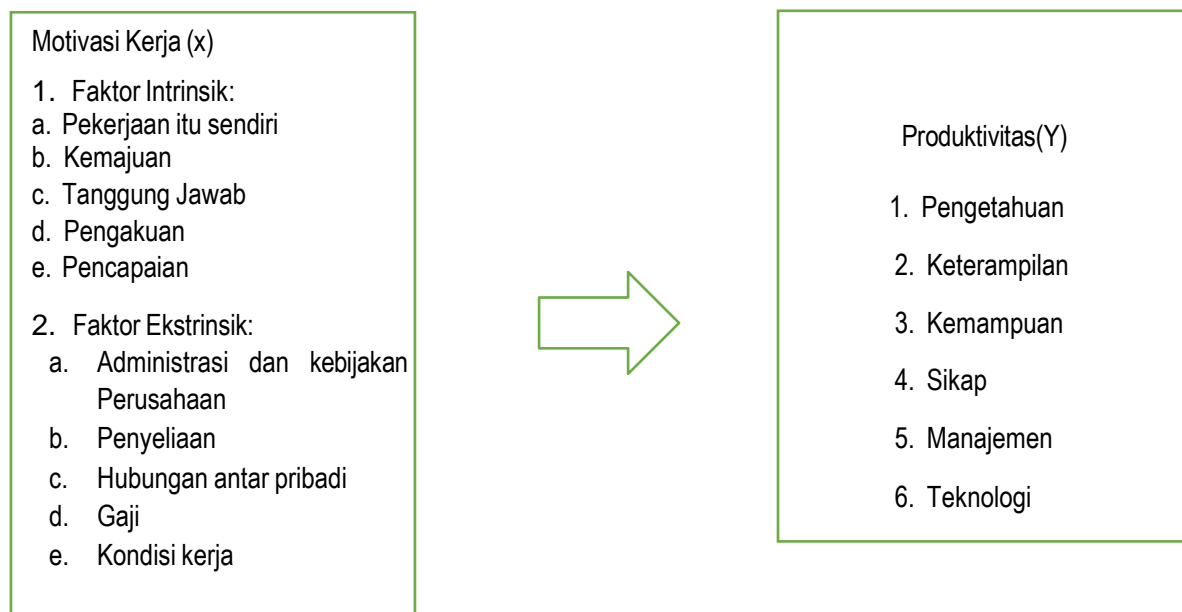 Motivasi Kerja (x)
1. Faktor Intrinsik:
a. Pekerjaan itu sendiri
b. Kemajuan
c. Tanggung Jawab
d. Pengakuan
e. Pencapaian
2. Faktor Ekstrinsik:
a. Administrasi dan kebijakan
Perusahaan
b. Penyeliaan
c. Hubungan antar pribadi
d. Gaji
e. Kondisi kerja
Produktivitas(Y)
1. Pengetahuan
2. Keterampilan
3. Kemampuan
4. Sikap
5. Manajemen
6. Teknologi